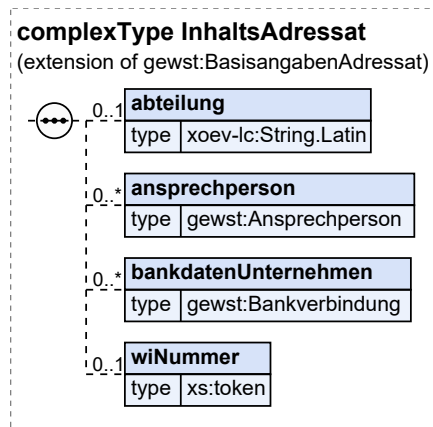 complexType InhaltsAdressat
(extension of gewst:BasisangabenAdressat)
0..1 abteilung
type xoev-lc:String.Latin
0..* ansprechperson
type gewst:Ansprechperson
0..* bankdatenUnternehmen
type gewst:Bankverbindung
0..1 wiNummer
type xs:token